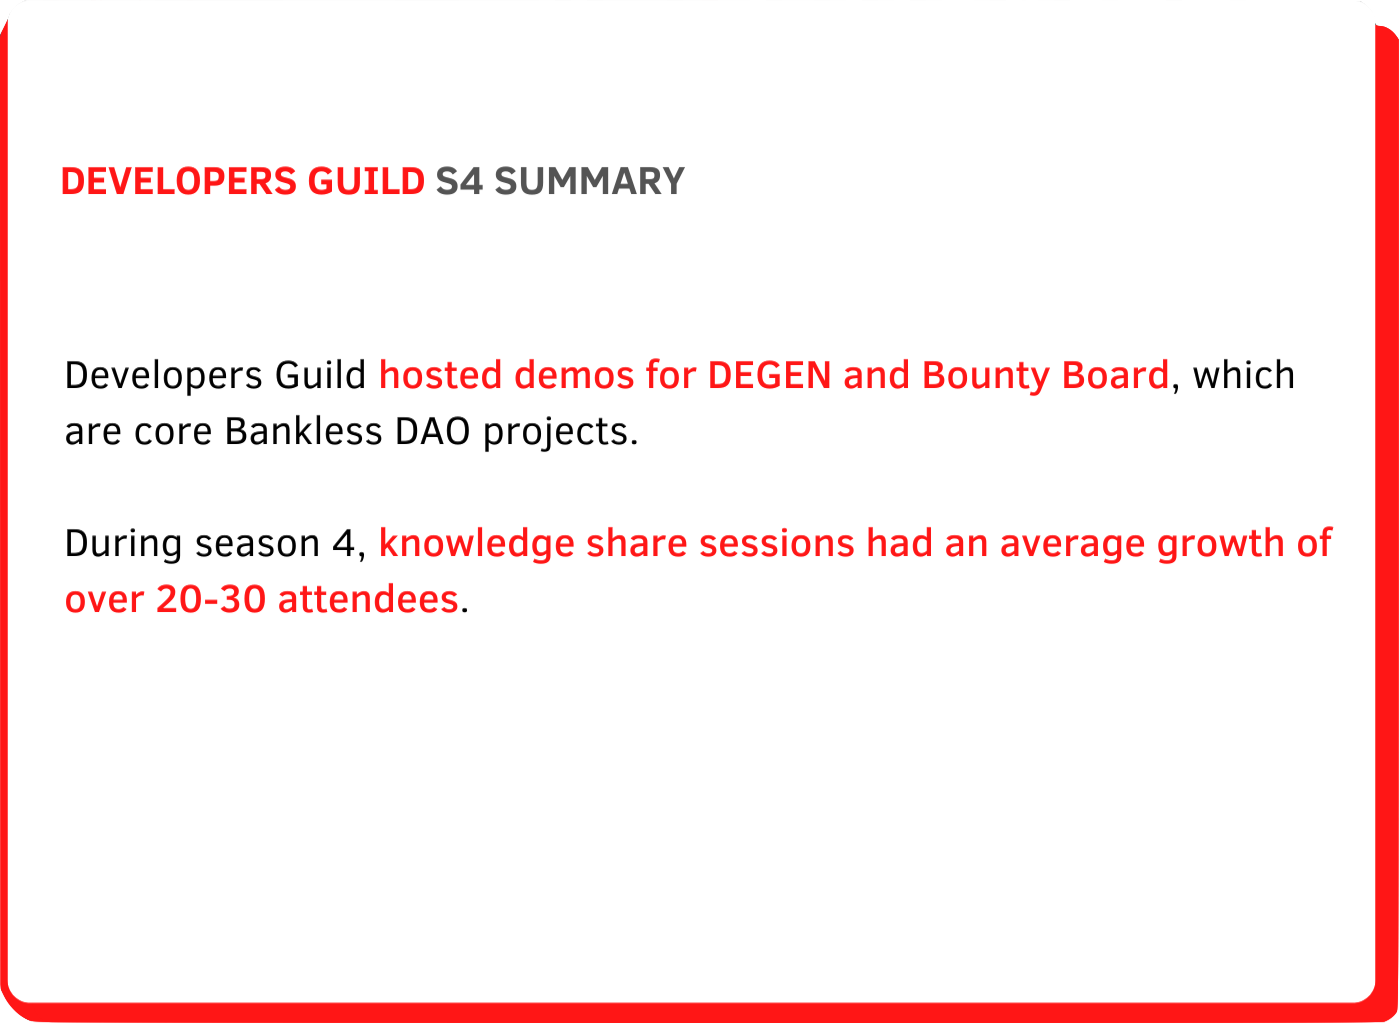 DEVELOPERS GUILD S4 SUMMARY
Developers Guild hosted demos for DEGEN and Bounty Board, which
are core Bankless DAO projects.
During season 4, knowledge share sessions had an average growth of
over 20-30 attendees.